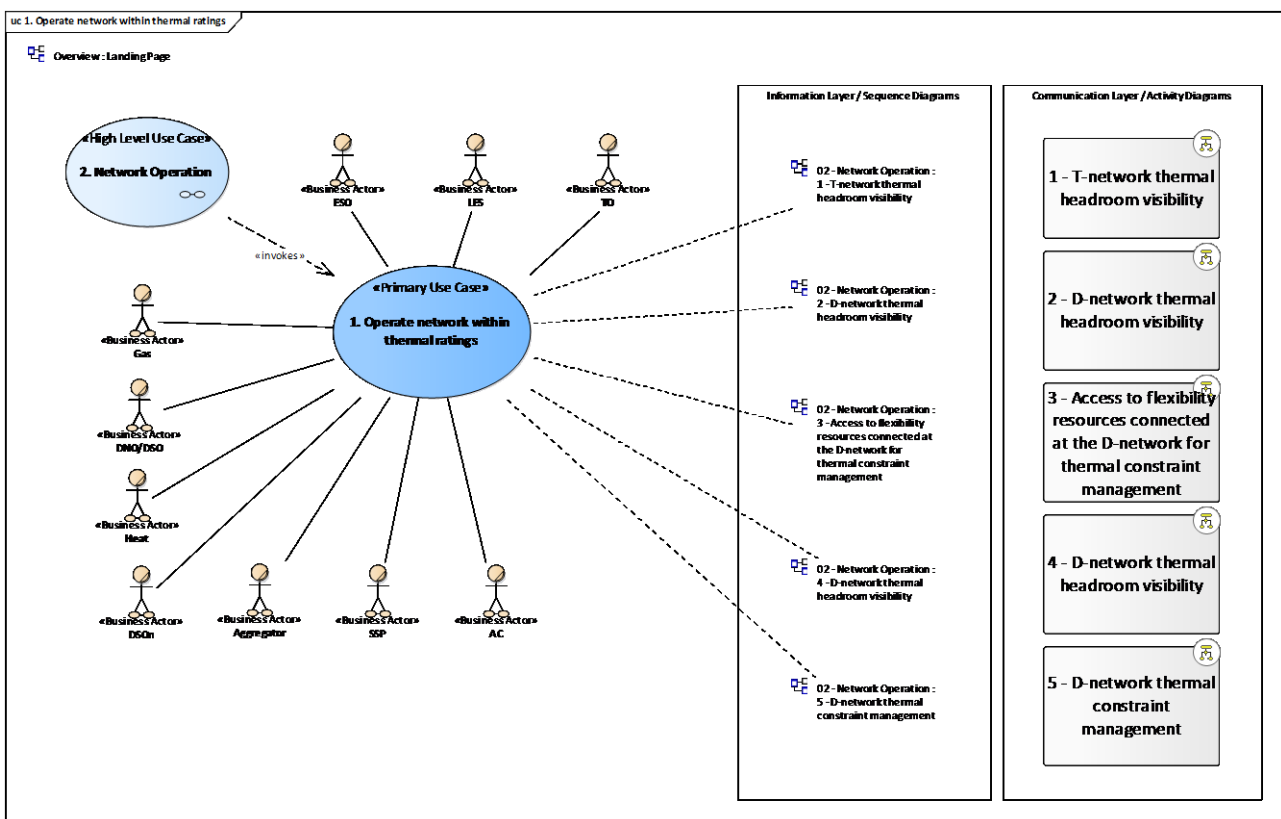 uc 1. Operate network within thermal ratings
Overview : Landing Page
«High Level Use Case»
2. Network Operation
«Business Actor»
ESO
«Business Actor»
LES
«Business Actor»
TO
«invokes»
«Primary Use Case»
1. Operate network within
thermal ratings
«Business Actor»
Gas
«Business Actor»
DNO/DSO
«Business Actor»
Heat
«Business Actor»
DSOn
«Business Actor»
Aggregator
«Business Actor»
SSP
«Business Actor»
AC
Information Layer / Sequence Diagrams
02 - Network Operation :
1 - T-network thermal
headroom visibility
02 - Network Operation :
2 - D-network thermal
headroom visibility
02 - Network Operation :
3 - Access to flexibility
resources connected at
the D-network for
thermal constraint
management
02 - Network Operation :
4 - D-network thermal
headroom visibility
02 - Network Operation :
5 - D-network thermal
constraint management
Communication Layer / Activity Diagrams
1 - T-network thermal
headroom visibility
2 - D-network thermal
headroom visibility
3 - Access to flexibility
resources connected
at the D-network for
thermal constraint
management
4 - D-network thermal
headroom visibility
5 - D-network thermal
constraint
management